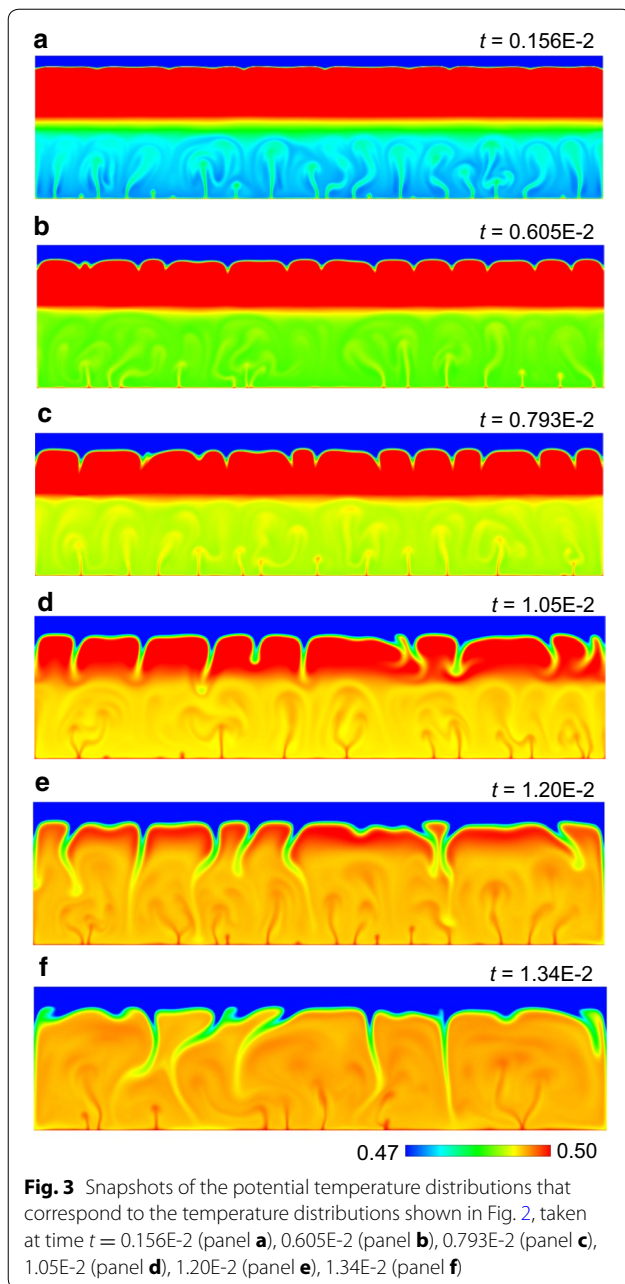 a
t = 0.156E-2
b
t = 0.605E-2
c
t = 0.793E-2
d
t = 1.05E-2
e
t = 1.20E-2
f
t = 1.34E-2
0.47 0.50
Fig. 3 Snapshots of the potential temperature distributions that
correspond to the temperature distributions shown in Fig. 2, taken
at time t = 0.156E-2 (panel a), 0.605E-2 (panel b), 0.793E-2 (panel c),
1.05E-2 (panel d), 1.20E-2 (panel e), 1.34E-2 (panel f)